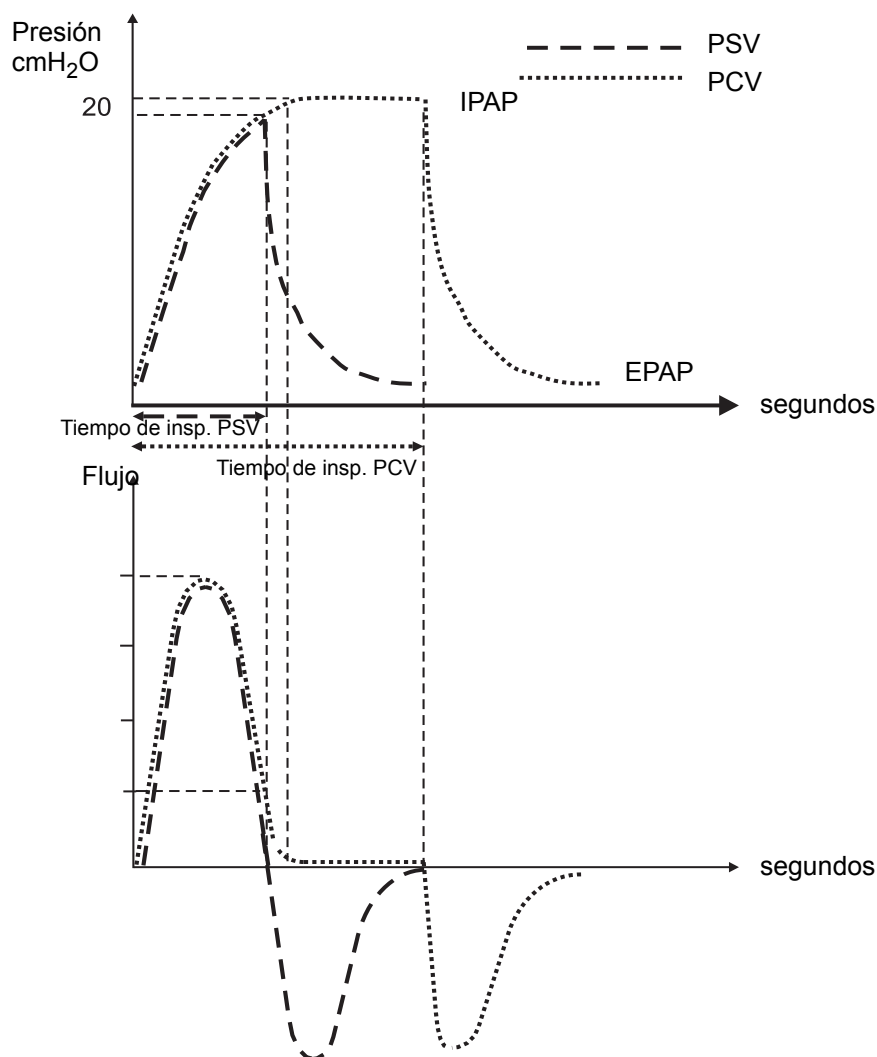 Presión
cmH₂O
PSV
PCV
20
IPAP
EPAP
segundos
Tiempo de insp. PSV
Tiempo de insp. PCV
Flujo
segundos